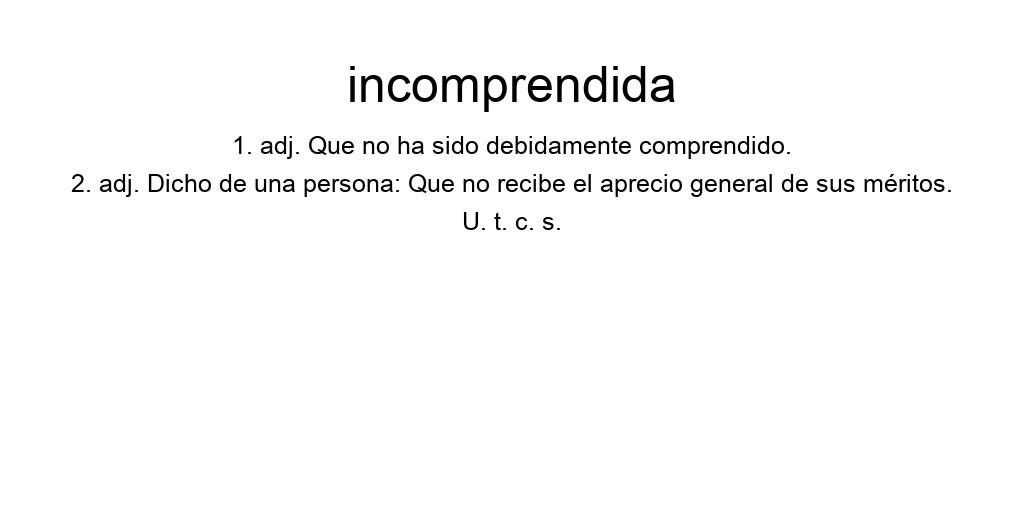 incomprendida
1. adj. Que no ha sido debidamente comprendido.
2. adj. Dicho de una persona: Que no recibe el aprecio general de sus méritos.
U. t. c. s.